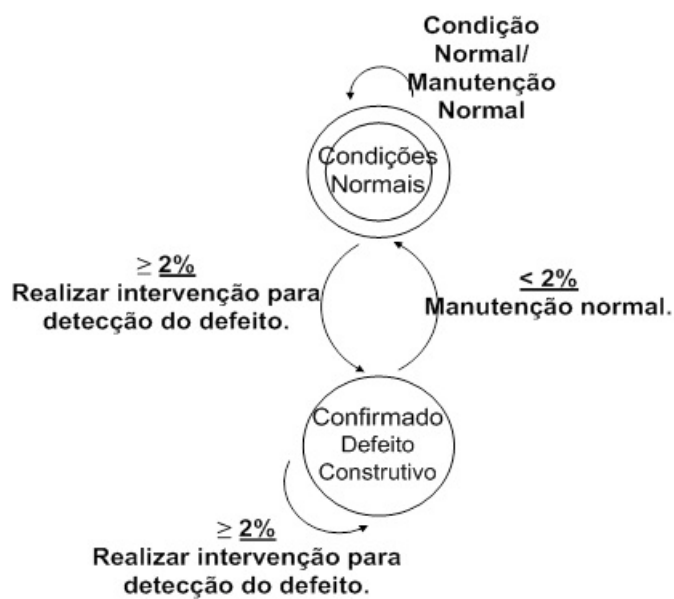 Condição
Normal/
Manutenção
Normal
Condições
Normais
≥ 2%
Realizar intervenção para
detecção do defeito.
< 2%
Manutenção normal.
Confirmado
Defeito
Construtivo
≥ 2%
Realizar intervenção para
detecção do defeito.